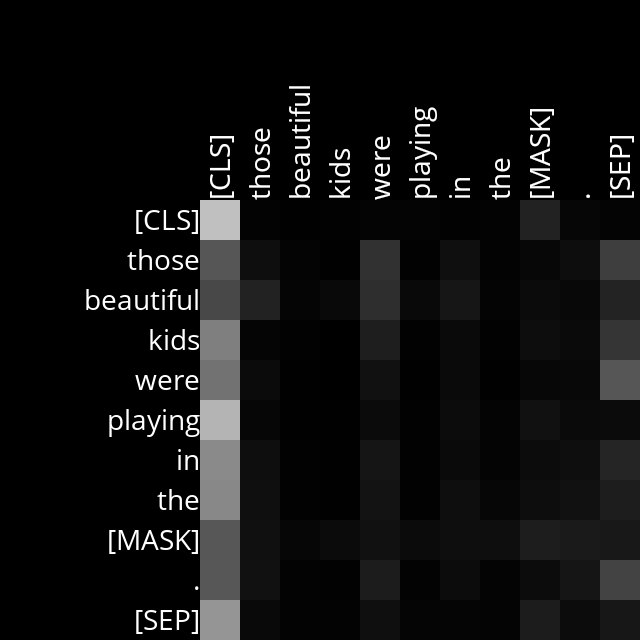 [CLS]
those
beautiful
kids
were
playing
in
the
[MASK]
.
[SEP]
[CLS]
those
beautiful
kids
were
playing
in
the
[MASK]
.
[SEP]